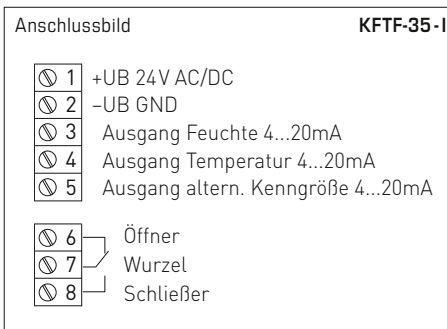 Anschlussbild KFTF-35-I
1 +UB 24V AC/DC
2 –UB GND
3 Ausgang Feuchte 4...20mA
4 Ausgang Temperatur 4...20mA
5 Ausgang altern. Kenngröße 4...20mA
6 Öffner
7 Wurzel
8 Schließer